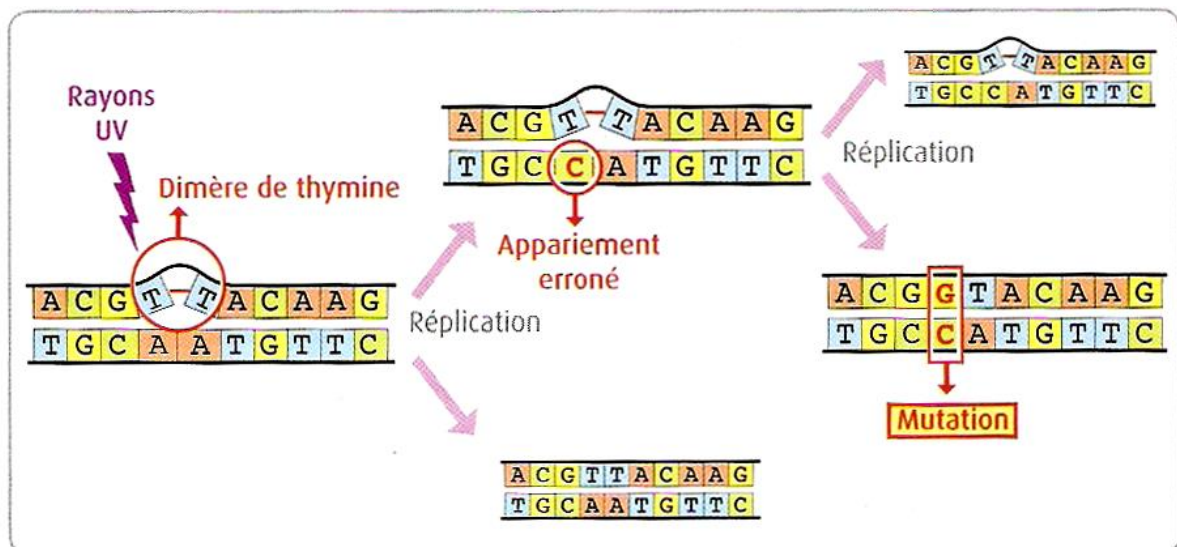 Rayons
UV
Dimère de thymine
ACGTTACAAG
TGCAATGTTC
Réplication
ACGTTACAAG
TGCCATGTTC
Appariement
erroné
ACGTTACAAG
TGCAATGTTC
Réplication
ACGTTACAAG
TGCCATGTTC
ACGGTACAAG
TGCCATGTTC
Mutation